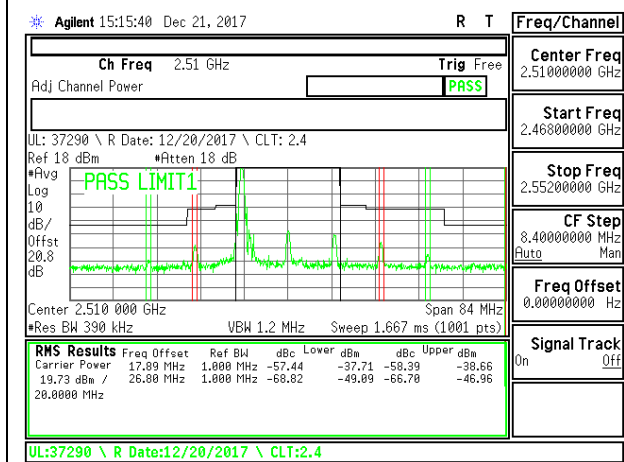 Agilent 15:15:40 Dec 21, 2017 R T
Freq/Channel
Ch Freq 2.51 GHz Trig Free
Adj Channel Power PASS
Center Freq
2.51000000 GHz
Start Freq
2.46800000 GHz
Stop Freq
2.55200000 GHz
CF Step
8.40000000 MHz
Auto Man
Freq Offset
0.00000000 Hz
Signal Track
On Off
UL: 37290 \ R Date: 12/20/2017 \ CLT: 2.4
Ref 18 dBm #Atten 18 dB
#Avg
Log
10
dB/
Offst
20.8
dB
PASS LIMIT1
Center 2.510 000 GHz Span 84 MHz
#Res BW 390 kHz VBW 1.2 MHz Sweep 1.667 ms (1001 pts)
RMS Results Freq Offset Ref BW dBc Lower dBm dBc Upper dBm
Carrier Power 17.89 MHz 1.000 MHz -57.44 -37.71 -58.39 -38.66
19.73 dBm / 26.80 MHz 1.000 MHz -68.82 -49.09 -66.70 -46.96
20.0000 MHz
UL:37290 \ R Date:12/20/2017 \ CLT:2.4